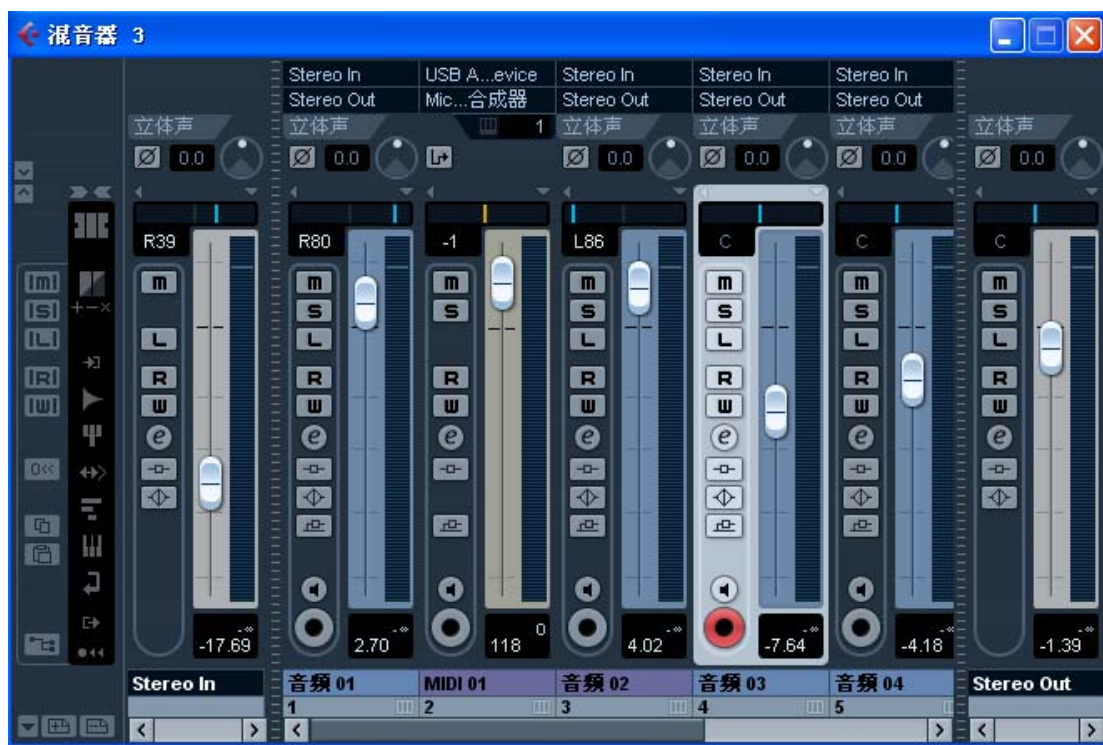 混音器 3
Stereo In USB A...evice Stereo In Stereo In Stereo In
Stereo Out Mic...合成器 Stereo Out Stereo Out Stereo Out
立体声 立体声 1 立体声 立体声 立体声 立体声
0.0 0.0 0.0 0.0 0.0 0.0
R39 R80 -1 L86 C C C
[m] m m m m m m m
[S] S S S S S
[L] L L L L L L
[R] R R R R R R R
[W] W W W W W W W
e e e e e e e
0<<
0
-17.69 2.70 118 4.02 -7.64 -4.18 -1.39
Stereo In 音频 01 MIDI 01 音频 02 音频 03 音频 04 Stereo Out
1 2 3 4 5